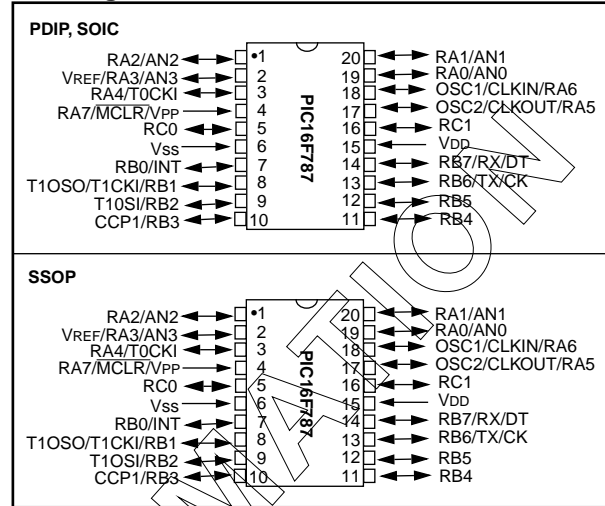 PDIP, SOIC
RA2/AN2 1 20 RA1/AN1
VREF/RA3/AN3 2 19 RA0/AN0
RA4/T0CKI 3 18 OSC1/CLKIN/RA6
RA7/MCLR/VPP 4 17 OSC2/CLKOUT/RA5
RC0 5 16 RC1
VSS 6 15 VDD
RB0/INT 7 14 RB7/RX/DT
T1OSO/T1CKI/RB1 8 13 RB6/TX/CK
T10SI/RB2 9 12 RB5
CCP1/RB3 10 11 RB4
PIC16F787
SSOP
RA2/AN2 1 20 RA1/AN1
VREF/RA3/AN3 2 19 RA0/AN0
RA4/T0CKI 3 18 OSC1/CLKIN/RA6
RA7/MCLR/VPP 4 17 OSC2/CLKOUT/RA5
RC0 5 16 RC1
VSS 6 15 VDD
RB0/INT 7 14 RB7/RX/DT
T1OSO/T1CKI/RB1 8 13 RB6/TX/CK
T1OSI/RB2 9 12 RB5
CCP1/RB3 10 11 RB4
PIC16F787
MATION